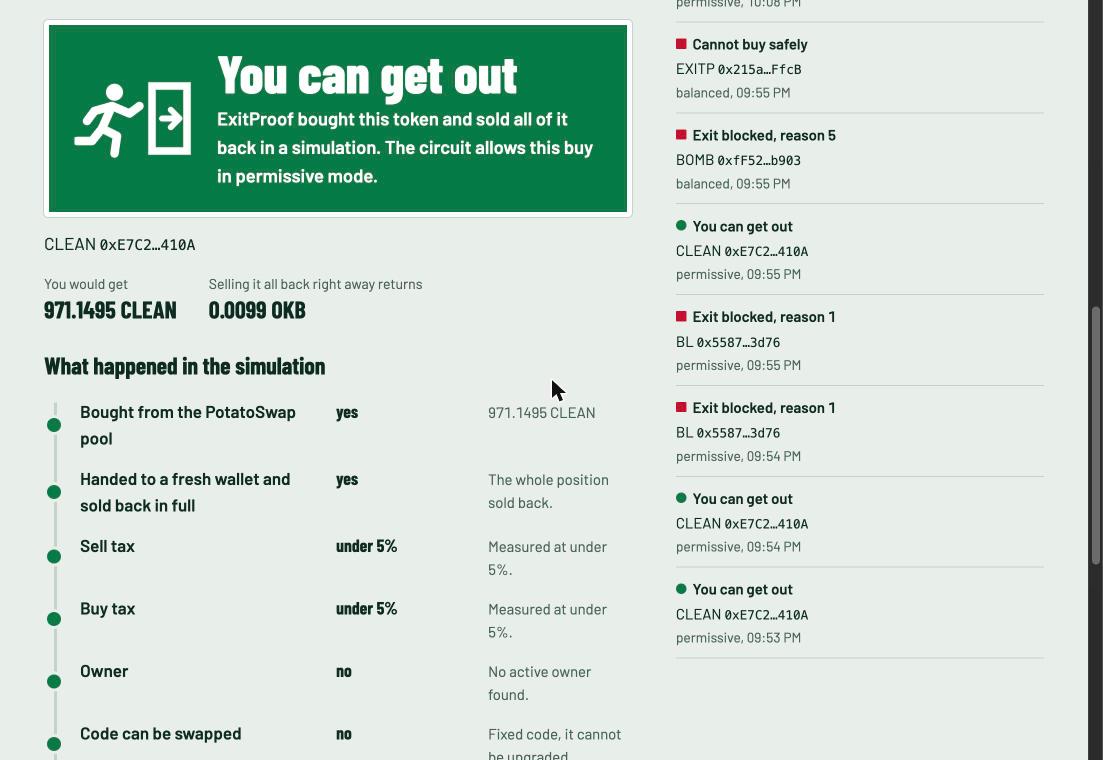 You can get out
ExitProof bought this token and sold all of it
back in a simulation. The circuit allows this buy
in permissive mode.
CLEAN 0xE7C2…410A
You would get
971.1495 CLEAN
Selling it all back right away returns
0.0099 OKB
What happened in the simulation
Bought from the PotatoSwap
pool
yes
971.1495 CLEAN
Handed to a fresh wallet and
sold back in full
yes
The whole position
sold back.
Sell tax
under 5%
Measured at under
5%.
Buy tax
under 5%
Measured at under
5%.
Owner
no
No active owner
found.
Code can be swapped
no
Fixed code, it cannot
be upgraded
permissive, 10:08 PM
Cannot buy safely
EXITP 0x215a…FfcB
balanced, 09:55 PM
Exit blocked, reason 5
BOMB 0xfF52…b903
balanced, 09:55 PM
You can get out
CLEAN 0xE7C2…410A
permissive, 09:55 PM
Exit blocked, reason 1
BL 0x5587…3d76
permissive, 09:55 PM
Exit blocked, reason 1
BL 0x5587…3d76
permissive, 09:54 PM
You can get out
CLEAN 0xE7C2…410A
permissive, 09:54 PM
You can get out
CLEAN 0xE7C2…410A
permissive, 09:53 PM